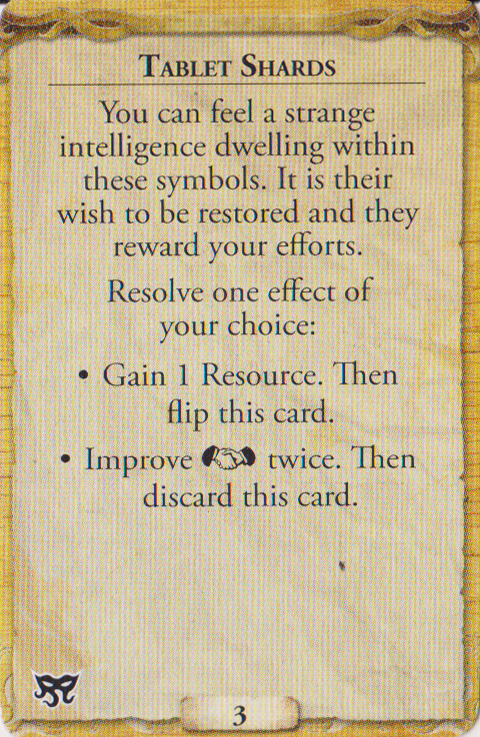 Tablet Shards
You can feel a strange
intelligence dwelling within
these symbols. It is their
wish to be restored and they
reward your efforts.
Resolve one effect of
your choice:
• Gain 1 Resource. Then
flip this card.
• Improve twice. Then
discard this card.
3